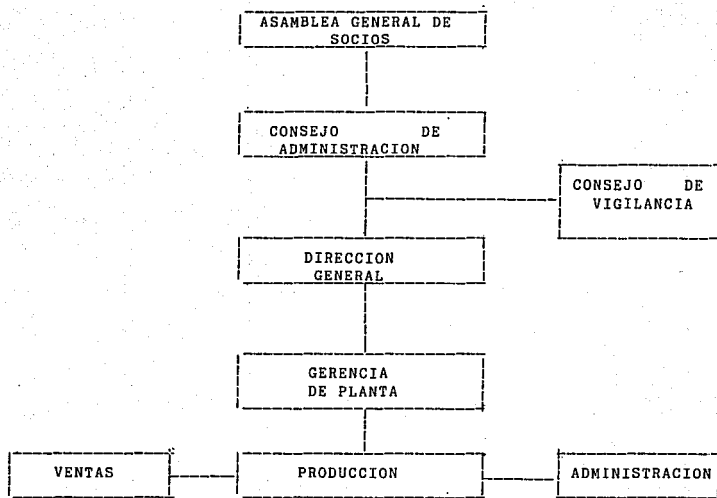 ASAMBLEA GENERAL DE
SOCIOS
CONSEJO DE
ADMINISTRACION
CONSEJO DE
VIGILANCIA
DIRECCION
GENERAL
GERENCIA
DE PLANTA
VENTAS
PRODUCCION
ADMINISTRACION